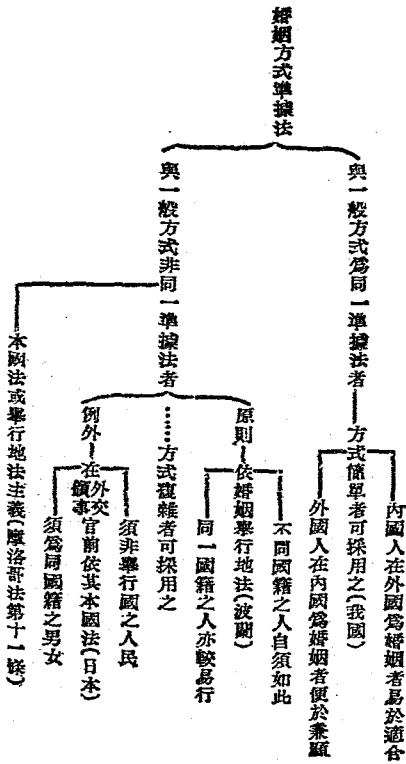 婚姻方式準據法
與一般方式爲同一準據法者
方式簡單者可採用之(我國)
內國人在外國爲婚姻者易於適合
外國人在內國爲婚姻者便於兼顧
與一般方式非同一準據法者
……方式複雜者可採用之
原則
依婚姻舉行地法(波蘭)
不同國籍之人自須如此
同一國籍之人亦較易行
例外
在外交領事官前依其本國法(日本)
須非舉行國之人民
須爲同國籍之男女
本國法或舉行地法主義(摩洛哥法第十一條)